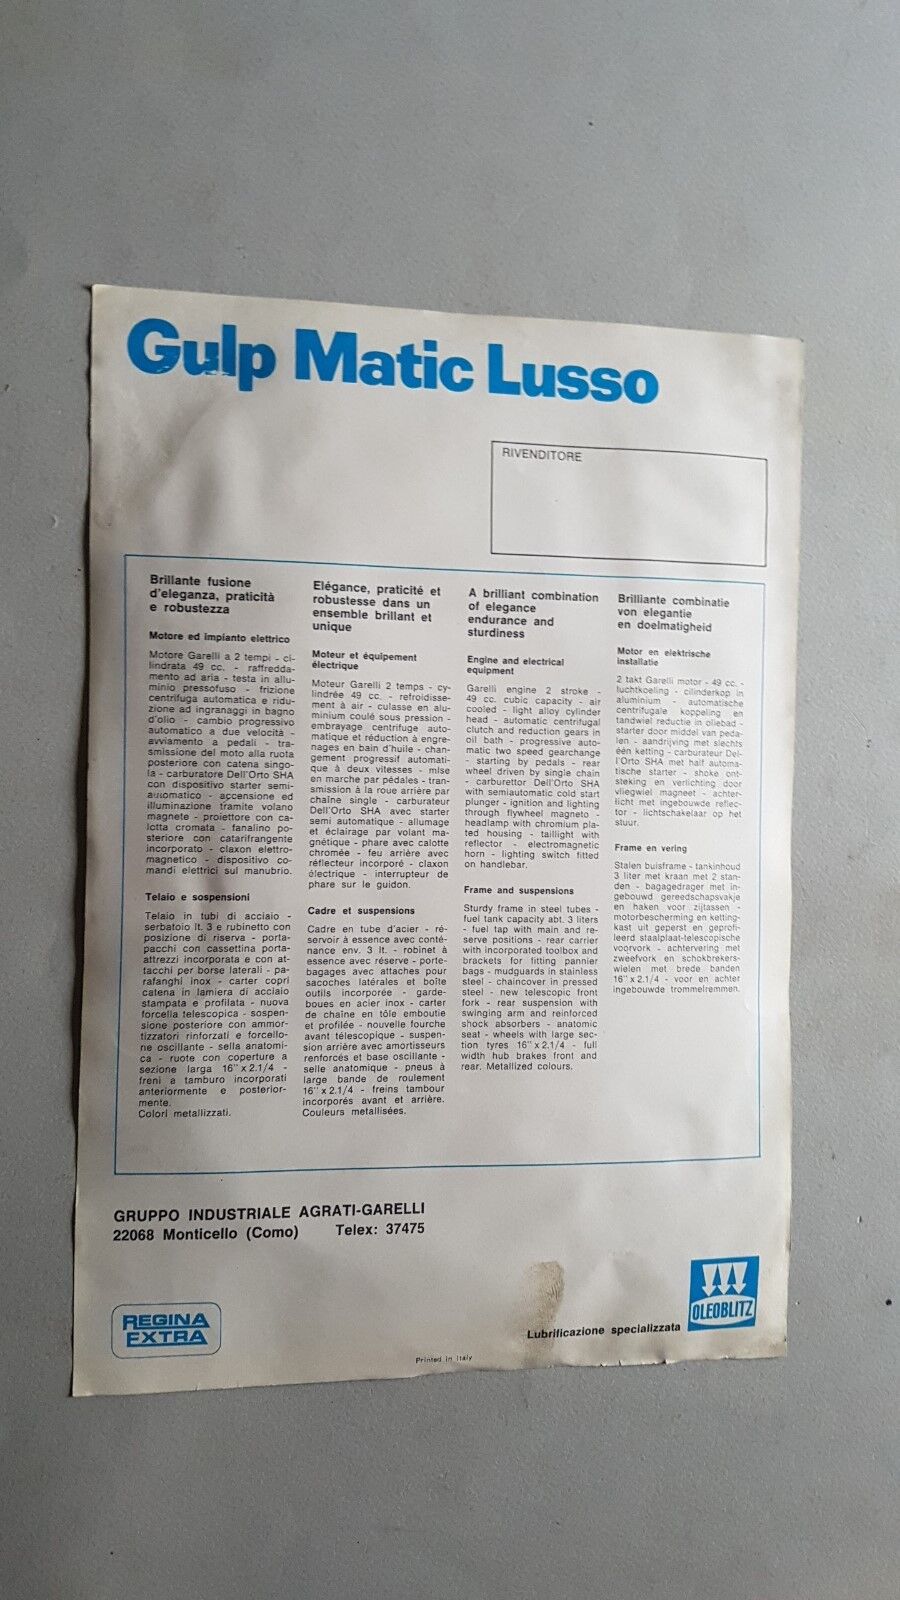 Gulp Matic Lusso
RIVENDITORE
Brillante fusione
d'eleganza, praticità
e robustezza
Motore ed impianto elettrico
Motore Garelli a 2 tempi - ci-
lindrata 49 cc. - raffredda-
mento ad aria - testa in allu-
minio pressofuso - frizione
centrifuga automatica e ridu-
zione ad ingranaggi in bagno
d'olio - cambio progressivo
automatico a due velocità -
avviamento a pedali - tra-
smissione del moto alla ruota
posteriore con catena singo-
la - carburatore Dell'Orto SHA
con dispositivo starter semi-
automatico - accensione ed
illuminazione tramite volano
magnete - proiettore con ca-
lotta cromata - fanalino po-
steriore con catarifrangente
incorporato - claxon elettro-
magnetico - dispositivo co-
mandi elettrici sul manubrio.
Telaio e sospensioni
Telaio in tubi di acciaio -
serbatoio lt. 3 e rubinetto con
posizione di riserva - porta-
pacchi con cassettina porta-
attrezzi incorporata e con at-
tacchi per borse laterali - pa-
rafanghi inox - carter copri
catena in lamiera di acciaio
stampata e profilata - nuova
forcella telescopica - sospen-
sione posteriore con ammor-
tizzatori rinforzati e forcello-
ne oscillante - sella anatomi-
ca - ruote con coperture a
sezione larga 16" x 2.1/4 -
freni a tamburo incorporati
anteriormente e posterior-
mente.
Colori metallizzati.
Elégance, praticité et
robustesse dans un
ensemble brillant et
unique
Moteur et équipement
électrique
Moteur Garelli 2 temps - cy-
lindrée 49 cc. - refroidisse-
ment à air - culasse en alu-
minium coulé sous pression -
embrayage centrifuge auto-
matique et réduction à engre-
nages en bain d'huile - chan-
gement progressif automati-
que à deux vitesses - mise
en marche par pédales - tran-
smission à la roue arrière par
chaîne single - carburateur
Dell'Orto SHA avec starter
semi automatique - allumage
et éclairage par volant ma-
gnétique - phare avec calotte
chromée - feu arrière avec
réflecteur incorporé - claxon
électrique - interrupteur de
phare sur le guidon.
Cadre et suspensions
Cadre en tube d'acier - ré-
servoir à essence avec conté-
nance env. 3 lt. - robinet à
essence avec réserve - porte-
bagages avec attaches pour
sacoches latérales et boîte
outils incorporée - garde-
boues en acier inox - carter
de chaîne en tôle emboutie
et profilée - nouvelle fourche
avant télescopique - suspen-
sion arrière avec amortisseurs
renforcés et base oscillante -
selle anatomique - pneus à
large bande de roulement
16" x 2.1/4 - freins tambour
incorporés avant et arrière.
Couleurs metallisées.
A brilliant combination
of elegance
endurance and
sturdiness
Engine and electrical
equipment
Garelli engine 2 stroke -
49 cc. cubic capacity - air
cooled - light alloy cylinder
head - automatic centrifugal
clutch and reduction gears in
oil bath - progressive auto-
matic two speed gearchange
- starting by pedals - rear
wheel driven by single chain
- carburettor Dell'Orto SHA
with semiautomatic cold start
plunger - ignition and lighting
through flywheel magneto -
headlamp with chromium pla-
ted housing - taillight with
reflector - electromagnetic
horn - lighting switch fitted
on handlebar.
Frame and suspensions
Sturdy frame in steel tubes -
fuel tank capacity abt. 3 liters
- fuel tap with main and re-
serve positions - rear carrier
with incorporated toolbox and
brackets for fitting pannier
bags - mudguards in stainless
steel - chaincover in pressed
steel - new telescopic front
fork - rear suspension with
swinging arm and reinforced
shock absorbers - anatomic
seat - wheels with large sec-
tion tyres 16" x 2.1/4 - full
width hub brakes front and
rear. Metallized colours.
Brilliante combinatie
von elegantie
en doelmatigheid
Motor en elektrische
installatie
2 takt Garelli motor - 49 cc. -
luchtkoeling - cilinderkop in
aluminium - automatische
centrifugale koppeling en
tandwiel reductie in oliebad -
starter door middel van peda-
len - aandrijving met slechts
één ketting - carburateur Del-
l'Orto SHA met half automa-
tische starter - shoke ont-
steking en verlichting door
vliegwiel magneet - achter-
licht met ingebouwde reflec-
tor - lichtschakelaar op het
stuur.
Frame en vering
Stalen buisframe - tankinhoud
3 liter met kraan met 2 stan-
den - bagagedrager met in-
gebouwd gereedschapsvakje
en haken voor zijtassen -
motorbescherming en ketting-
kast uit geperst en geprofi-
leerd staalplaat-telescopische
voorvork - achtervering met
zweefvork en schokbrekers-
wielen met brede banden
16" x 2.1/4 - voor en achter
ingebouwde trommelremmen.
GRUPPO INDUSTRIALE AGRATI-GARELLI
22068 Monticello (Como) Telex: 37475
REGINA
EXTRA
Printed in Italy
Lubrificazione specializzata
OLEOBLITZ